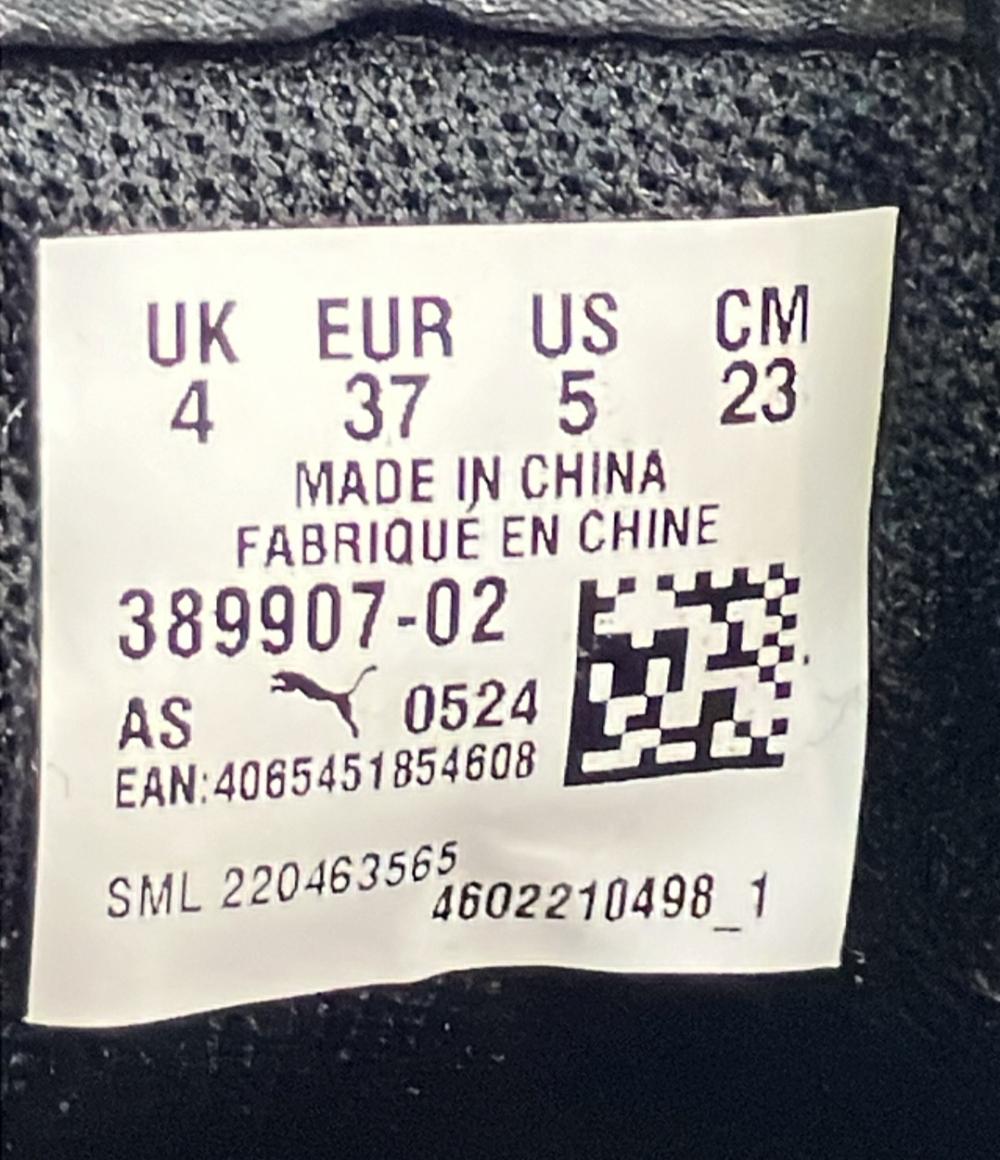 UK EUR US CM
4 37 5 23
MADE IN CHINA
FABRIQUE EN CHINE
389907-02
AS 0524
EAN:4065451854608
SML 220463565
4602210498_1